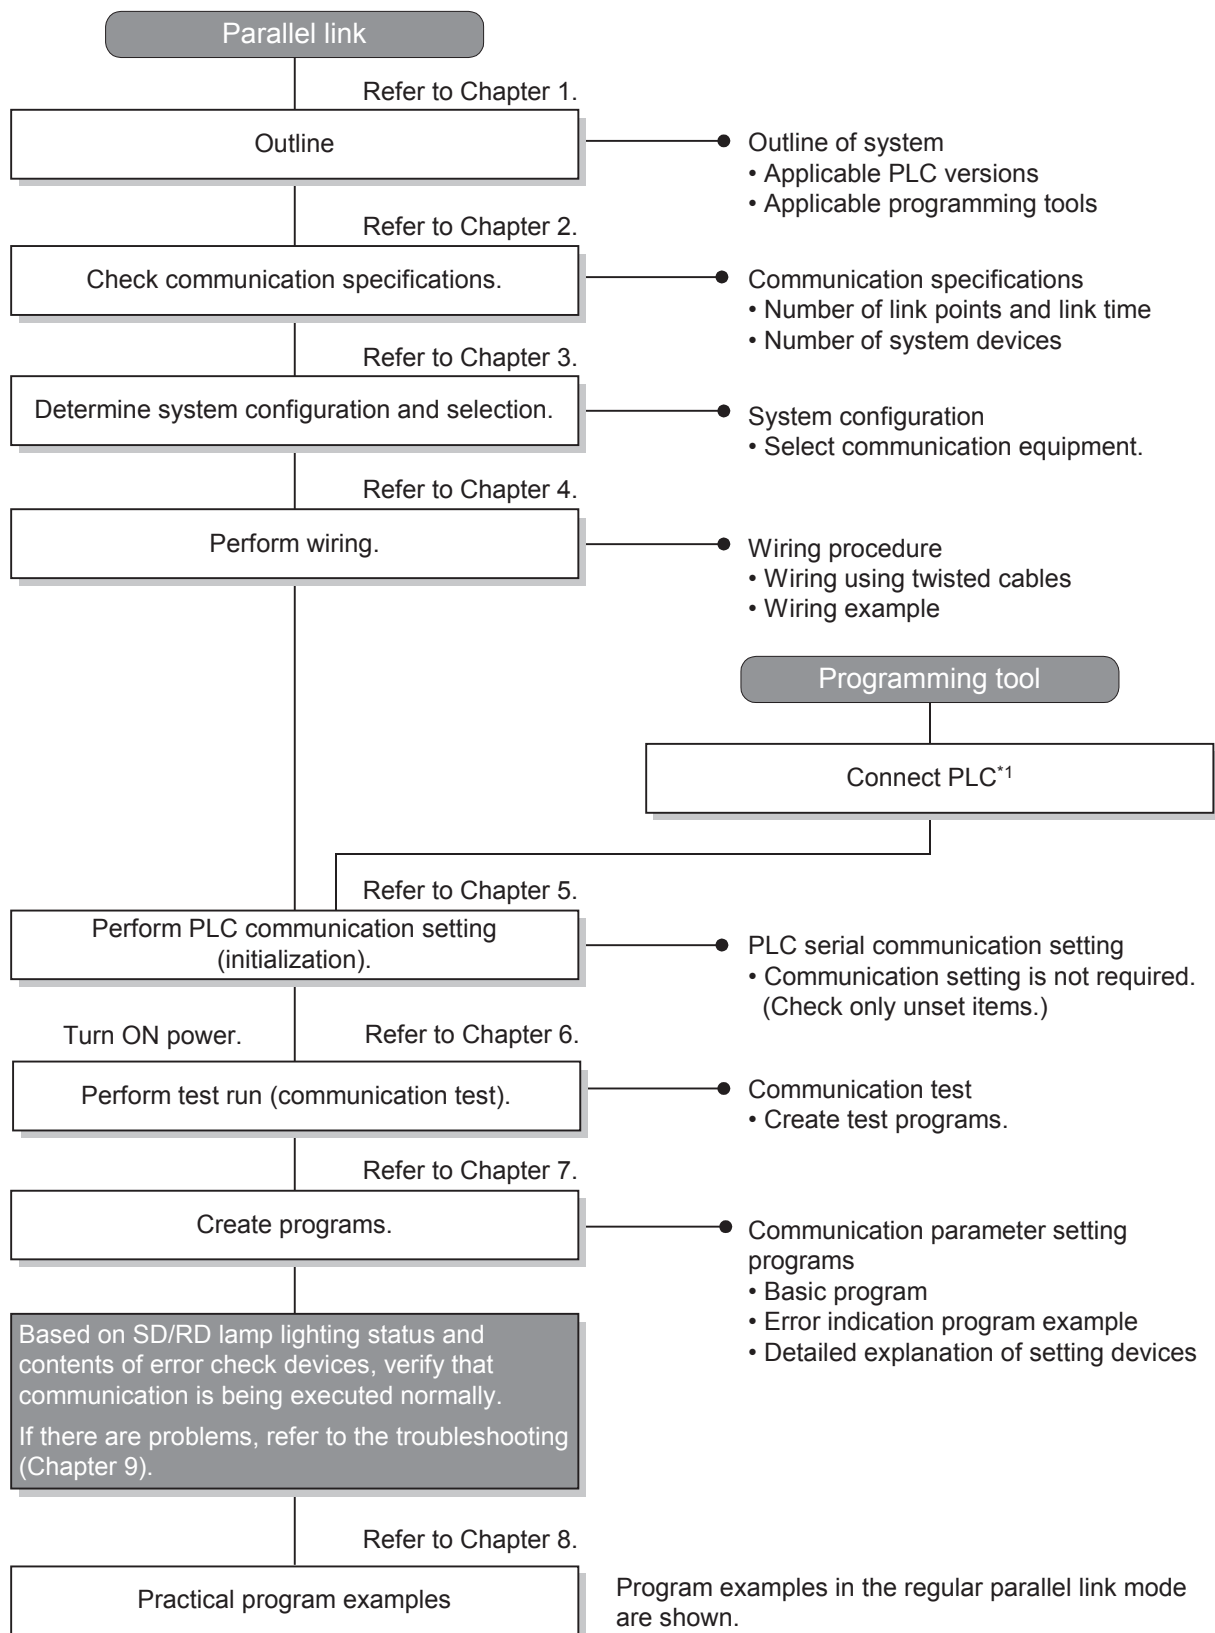 Parallel link
Refer to Chapter 1.
Outline
Outline of system
• Applicable PLC versions
• Applicable programming tools
Refer to Chapter 2.
Check communication specifications.
Communication specifications
• Number of link points and link time
• Number of system devices
Refer to Chapter 3.
Determine system configuration and selection.
System configuration
• Select communication equipment.
Refer to Chapter 4.
Perform wiring.
Wiring procedure
• Wiring using twisted cables
• Wiring example
Programming tool
Connect PLC*1
Refer to Chapter 5.
Perform PLC communication setting
(initialization).
PLC serial communication setting
• Communication setting is not required.
(Check only unset items.)
Turn ON power.
Refer to Chapter 6.
Perform test run (communication test).
Communication test
• Create test programs.
Refer to Chapter 7.
Create programs.
Communication parameter setting
programs
• Basic program
• Error indication program example
• Detailed explanation of setting devices
Based on SD/RD lamp lighting status and
contents of error check devices, verify that
communication is being executed normally.
If there are problems, refer to the troubleshooting
(Chapter 9).
Refer to Chapter 8.
Practical program examples
Program examples in the regular parallel link mode
are shown.